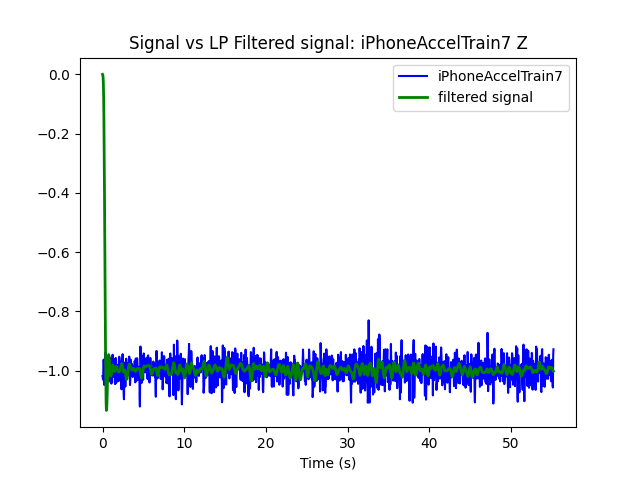 Signal vs LP Filtered signal: iPhoneAccelTrain7 Z
iPhoneAccelTrain7
filtered signal
0.0
−0.2
−0.4
−0.6
−0.8
−1.0
0 10 20 30 40 50
Time (s)